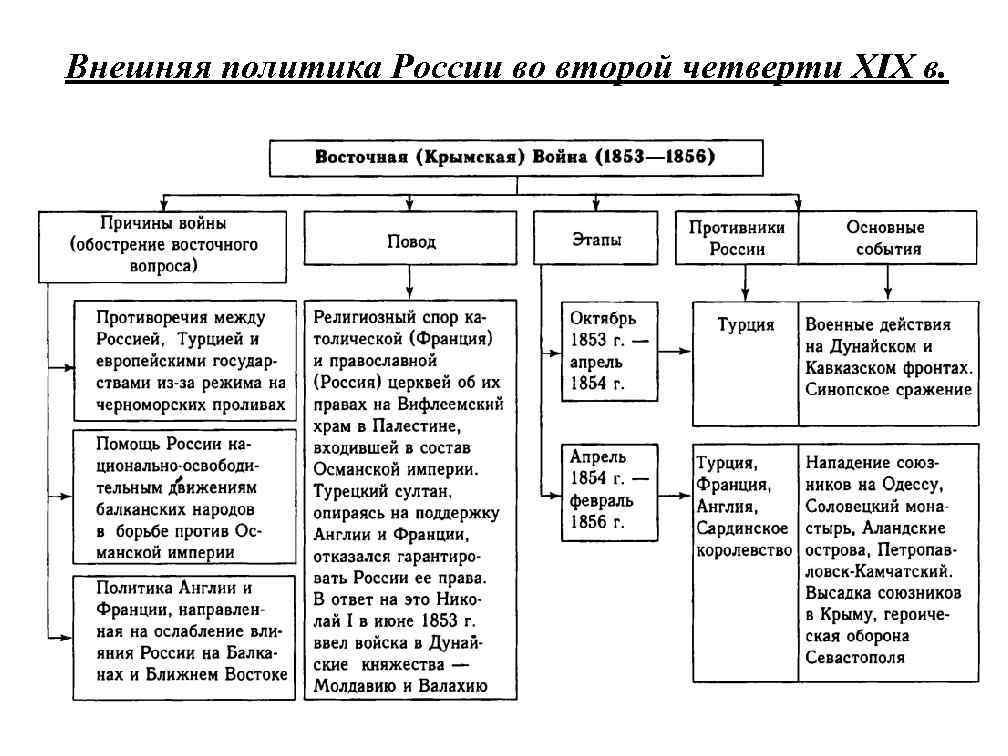 Внешняя политика России во второй четверти XIX в.
Восточная (Крымская) Война (1853—1856)
Причины войны
(обострение восточного
вопроса)
Повод
Этапы
Противники
России
Основные
события
Противоречия между
Россией, Турцией и
европейскими государ-
ствами из-за режима на
черноморских проливах
Помощь России на-
ционально-освободи-
тельным движениям
балканских народов
в борьбе против Ос-
манской империи
Политика Англии и
Франции, направлен-
ная на ослабление вли-
яния России на Балка-
нах и Ближнем Востоке
Религиозный спор ка-
толической (Франция)
и православной
(Россия) церквей об их
правах на Вифлеемский
храм в Палестине,
входившей в состав
Османской империи.
Турецкий султан,
опираясь на поддержку
Англии и Франции,
отказался гарантиро-
вать России ее права.
В ответ на это Нико-
лай I в июне 1853 г.
ввел войска в Дунай-
ские княжества —
Молдавию и Валахию
Октябрь
1853 г. —
апрель
1854 г.
Турция
Военные действия
на Дунайском и
Кавказском фронтах.
Синопское сражение
Апрель
1854 г. —
февраль
1856 г.
Турция,
Франция,
Англия,
Сардинское
королевство
Нападение союз-
ников на Одессу,
Соловецкий мона-
стырь, Аландские
острова, Петропав-
ловск-Камчатский.
Высадка союзников
в Крыму, героиче-
ская оборона
Севастополя